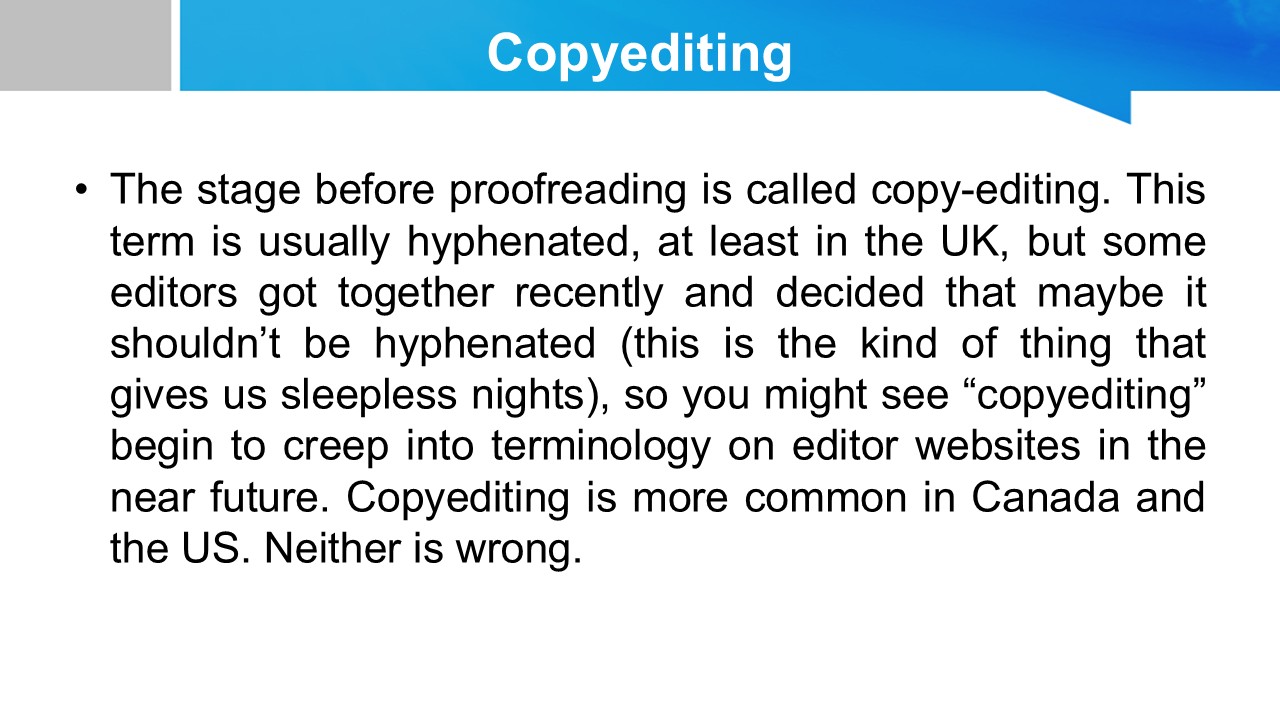 Copyediting
• The stage before proofreading is called copy-editing. This
term is usually hyphenated, at least in the UK, but some
editors got together recently and decided that maybe it
shouldn’t be hyphenated (this is the kind of thing that
gives us sleepless nights), so you might see “copyediting”
begin to creep into terminology on editor websites in the
near future. Copyediting is more common in Canada and
the US. Neither is wrong.